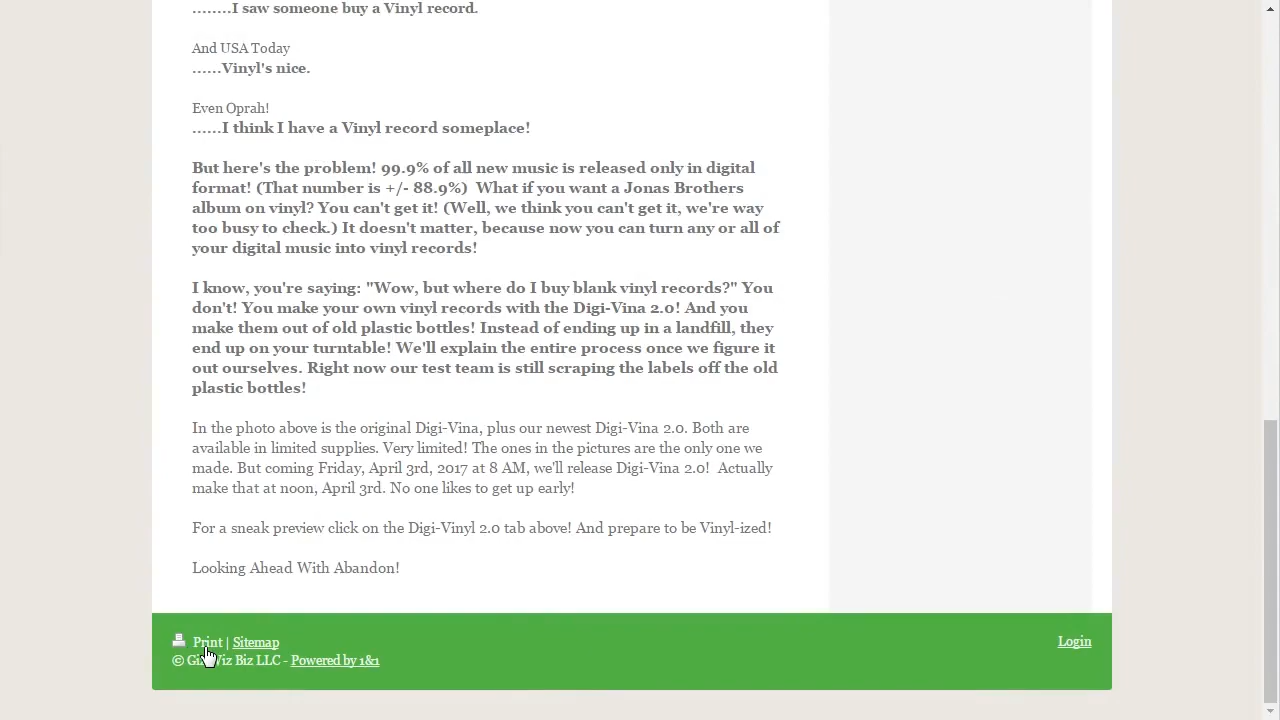 ........I saw someone buy a Vinyl record.
And USA Today
......Vinyl's nice.
Even Oprah!
......I think I have a Vinyl record someplace!
But here's the problem! 99.9% of all new music is released only in digital
format! (That number is +/- 88.9%)  What if you want a Jonas Brothers
album on vinyl? You can't get it! (Well, we think you can't get it, we're way
too busy to check.) It doesn't matter, because now you can turn any or all of
your digital music into vinyl records!
I know, you're saying: "Wow, but where do I buy blank vinyl records?" You
don't! You make your own vinyl records with the Digi-Vina 2.0! And you
make them out of old plastic bottles! Instead of ending up in a landfill, they
end up on your turntable! We'll explain the entire process once we figure it
out ourselves. Right now our test team is still scraping the labels off the old
plastic bottles!
In the photo above is the original Digi-Vina, plus our newest Digi-Vina 2.0. Both are
available in limited supplies. Very limited! The ones in the pictures are the only one we
made. But coming Friday, April 3rd, 2017 at 8 AM, we'll release Digi-Vina 2.0!  Actually
make that at noon, April 3rd. No one likes to get up early!
For a sneak preview click on the Digi-Vinyl 2.0 tab above! And prepare to be Vinyl-ized!
Looking Ahead With Abandon!
Print | Sitemap
Login
© Biz LLC - Powered by 1&1